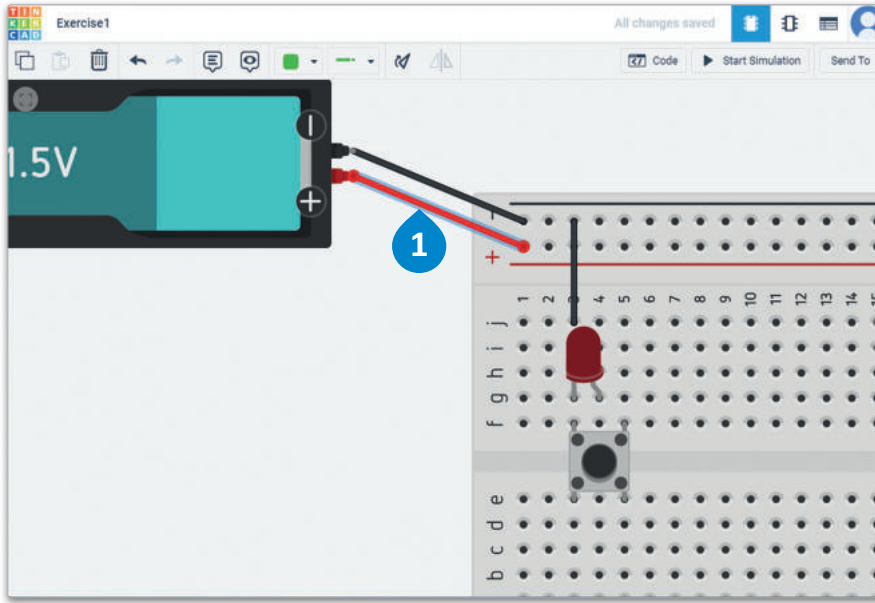 TIN
KER
CAD
Exercise1
All changes saved
Code
Start Simulation
Send To
1.5V
1
-
+
1 2 3 4 5 6 7 8 9 10 11 12 13 14 15
j
i
h
g
f
e
d
c
b